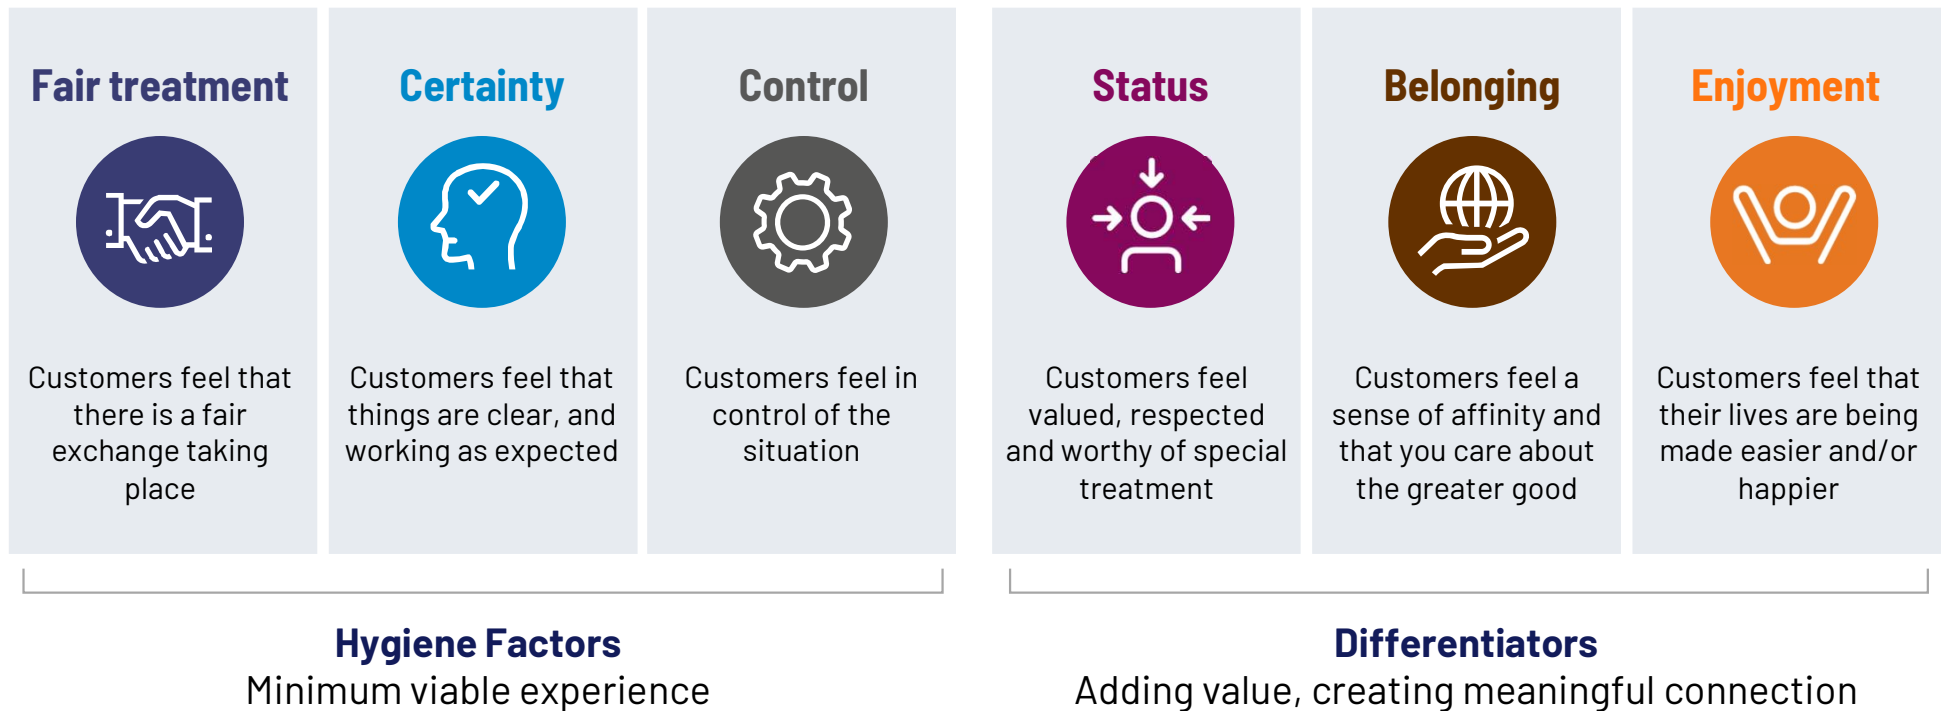 Fair treatment
Customers feel that
there is a fair
exchange taking
place
Certainty
Customers feel that
things are clear, and
working as expected
Control
Customers feel in
control of the
situation
Hygiene Factors
Minimum viable experience
Status
Customers feel
valued, respected
and worthy of special
treatment
Belonging
Customers feel a
sense of affinity and
that you care about
the greater good
Enjoyment
Customers feel that
their lives are being
made easier and/or
happier
Differentiators
Adding value, creating meaningful connection